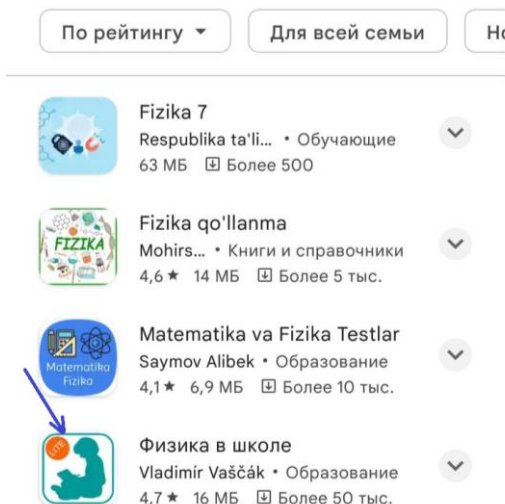 По рейтингу
Для всей семьи
Но
Fizika 7
Respublika ta'li... • Обучающие
63 МБ Более 500
FIZIKA
Fizika qo'llanma
Mohirs... • Книги и справочники
4,6★ 14 МБ Более 5 тыс.
Matematika
Fizika
Matematika va Fizika Testlar
Saymov Alibek • Образование
4,1★ 6,9 МБ Более 10 тыс.
LITE
Физика в школе
Vladimír Vaščák • Образование
4,7★ 16 МБ Более 50 тыс.